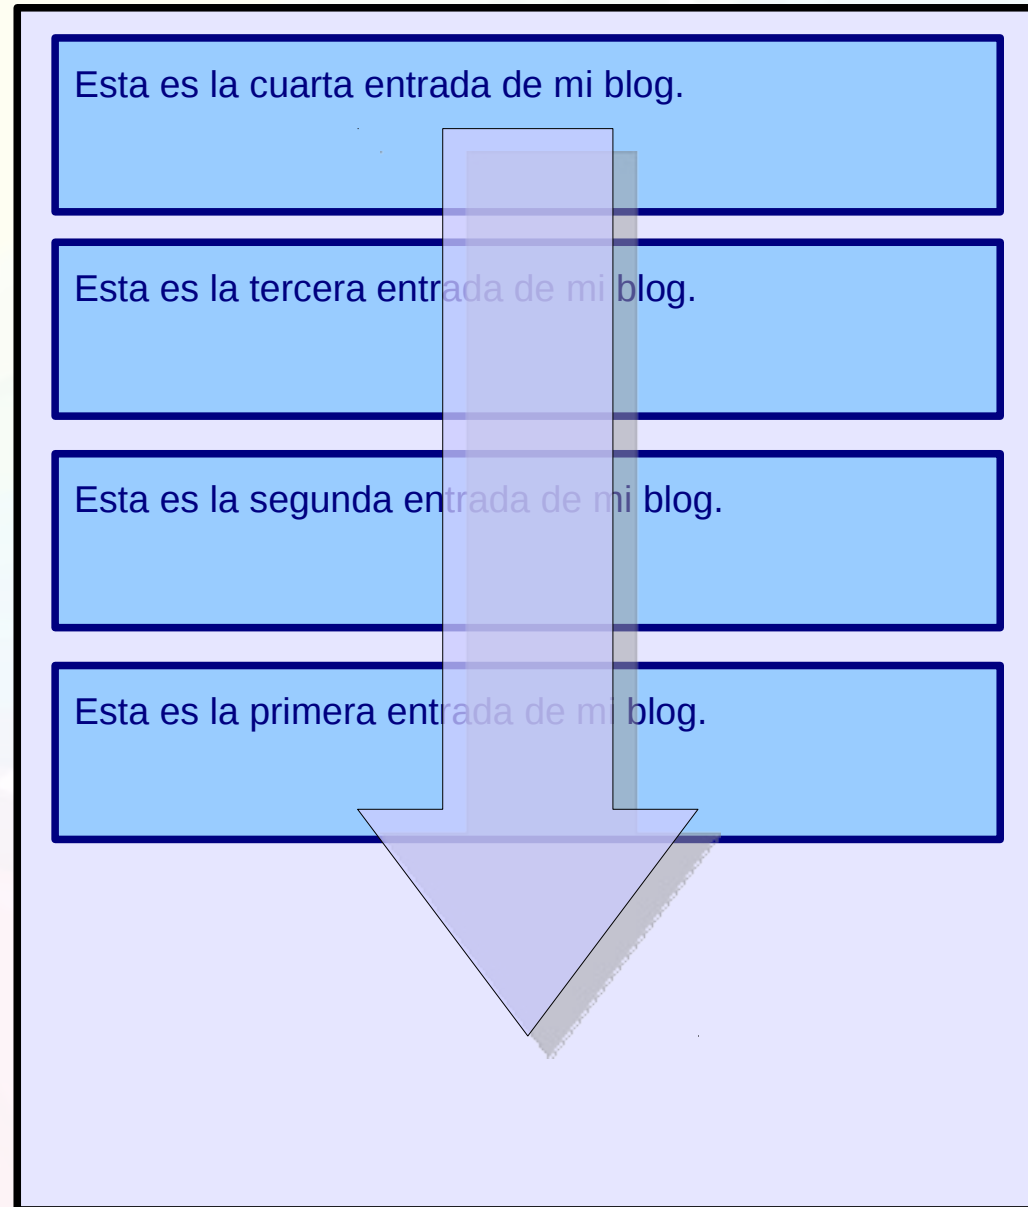 Esta es la cuarta entrada de mi blog.
Esta es la tercera entrada de mi blog.
Esta es la segunda entrada de mi blog.
Esta es la primera entrada de mi blog.